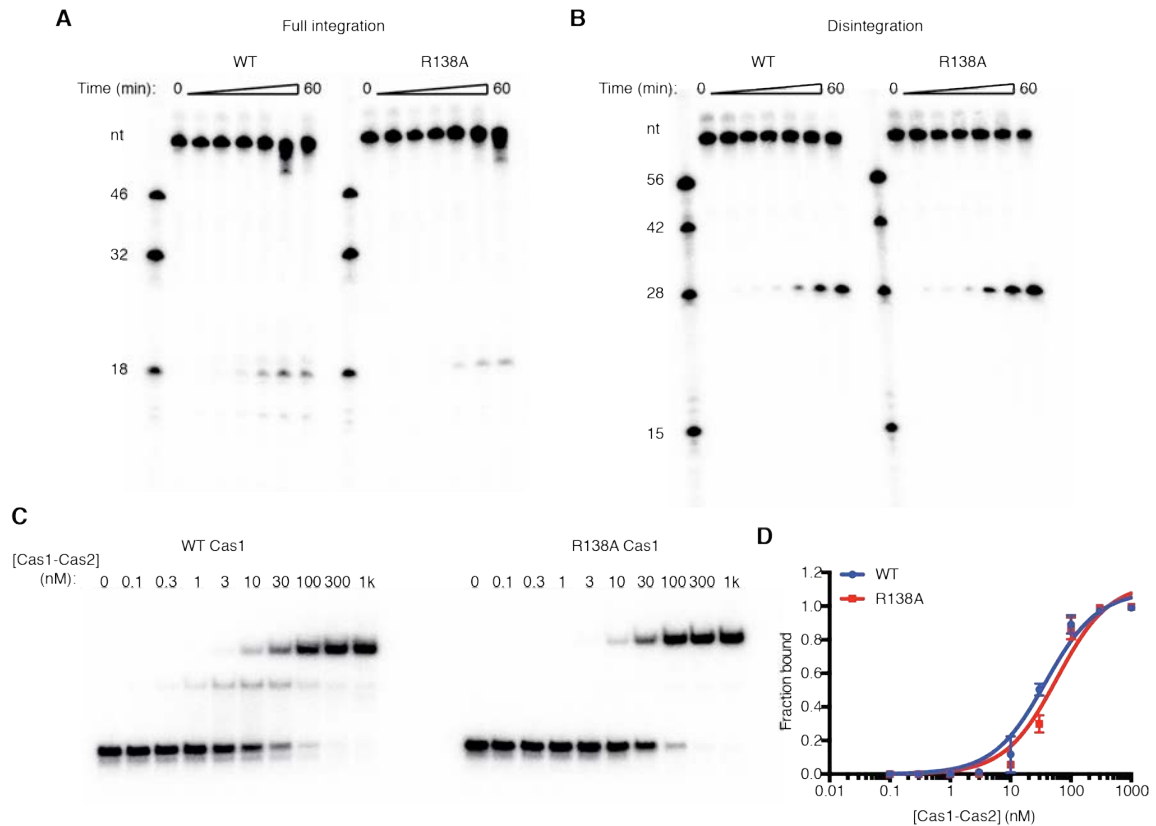 A
Full integration
WT R138A
Time (min): 0 60 0 60
nt
46
32
18
B
Disintegration
WT R138A
Time (min): 0 60 0 60
nt
56
42
28
15
C
WT Cas1 R138A Cas1
[Cas1-Cas2]
(nM): 0 0.1 0.3 1 3 10 30 100 300 1k 0 0.1 0.3 1 3 10 30 100 300 1k
D
WT
R138A
Fraction bound
1.2
1.0
0.8
0.6
0.4
0.2
0.0
0.01 0.1 1 10 100 1000
[Cas1-Cas2] (nM)